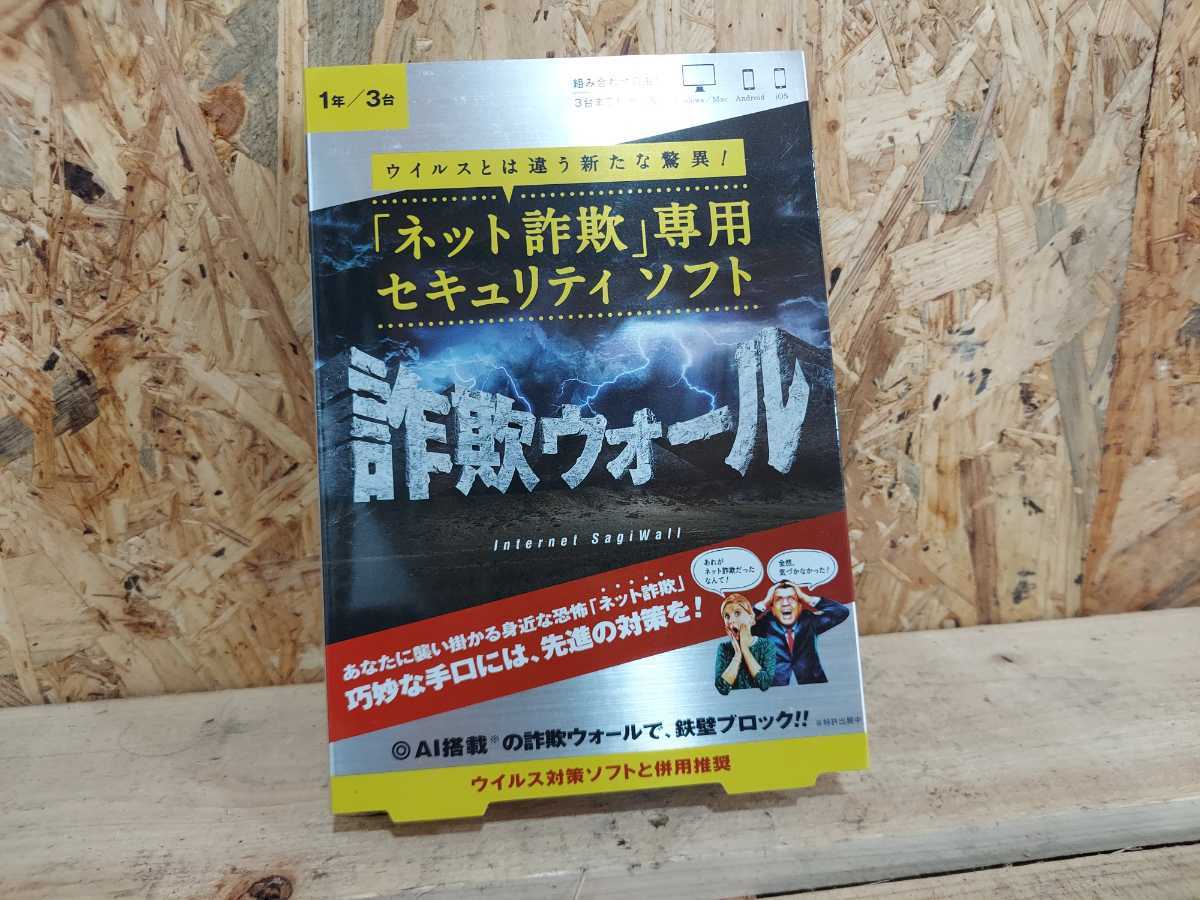 1年/3台
組み合わせ自由
3台まで
Windows/Mac Android iOS
ウイルスとは違う新たな驚異!
「ネット詐欺」専用
セキュリティ ソフト
詐欺ウォール
Internet SagiWall
あれが
ネット詐欺だった
なんて!
全然、
気づかなかった!
あなたに襲い掛かる身近な恐怖「ネット詐欺」
巧妙な手口には、先進の対策を!
◎AI搭載※の詐欺ウォールで、鉄壁ブロック!! ※特許出願中
ウイルス対策ソフトと併用推奨